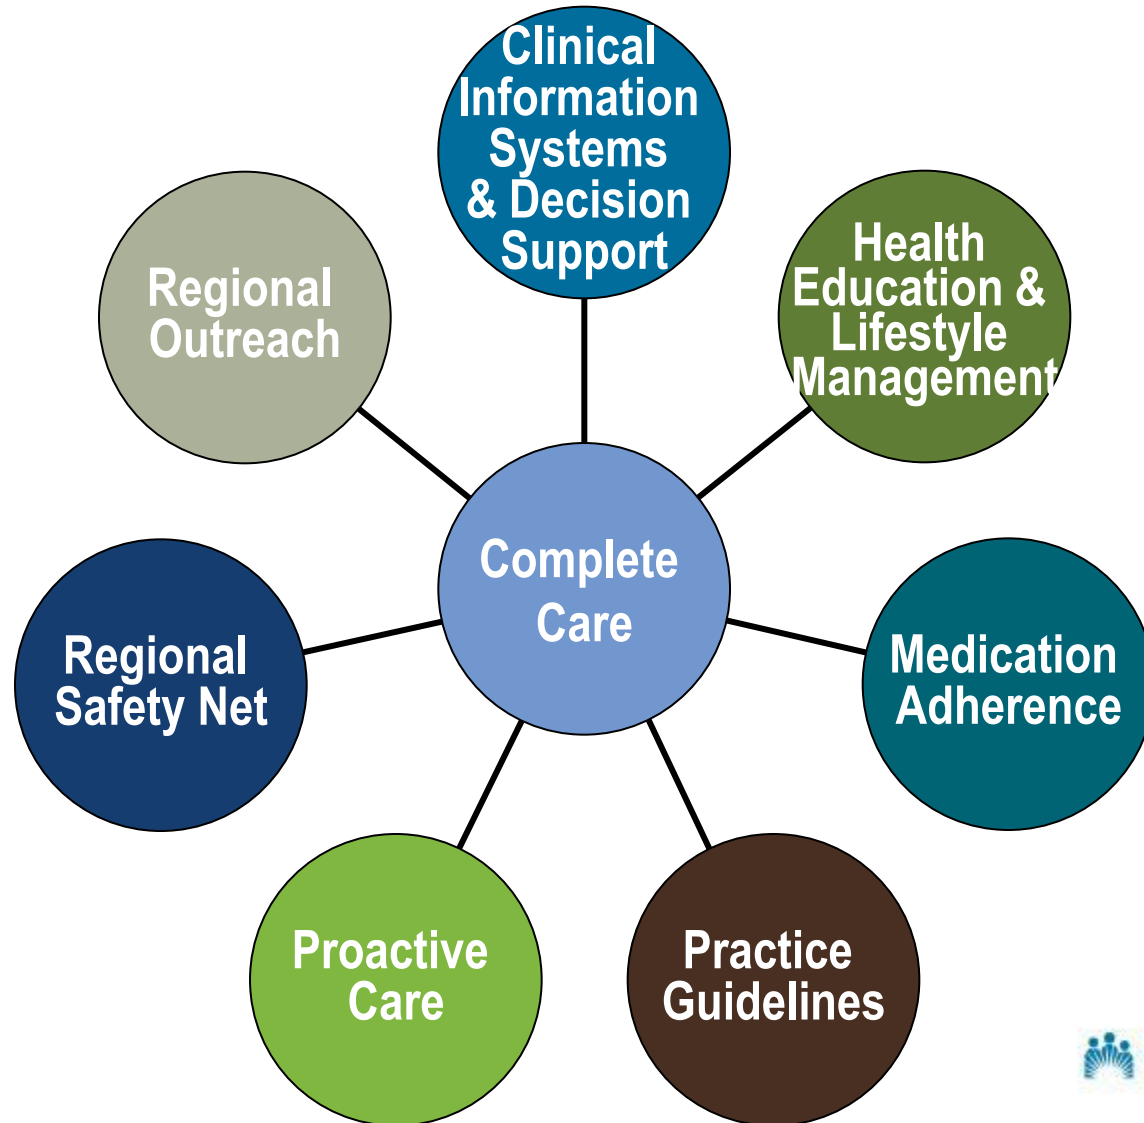 Clinical
Information
Systems
& Decision
Support
Health
Education &
Lifestyle
Management
Regional
Outreach
Complete
Care
Regional
Safety Net
Medication
Adherence
Proactive
Care
Practice
Guidelines